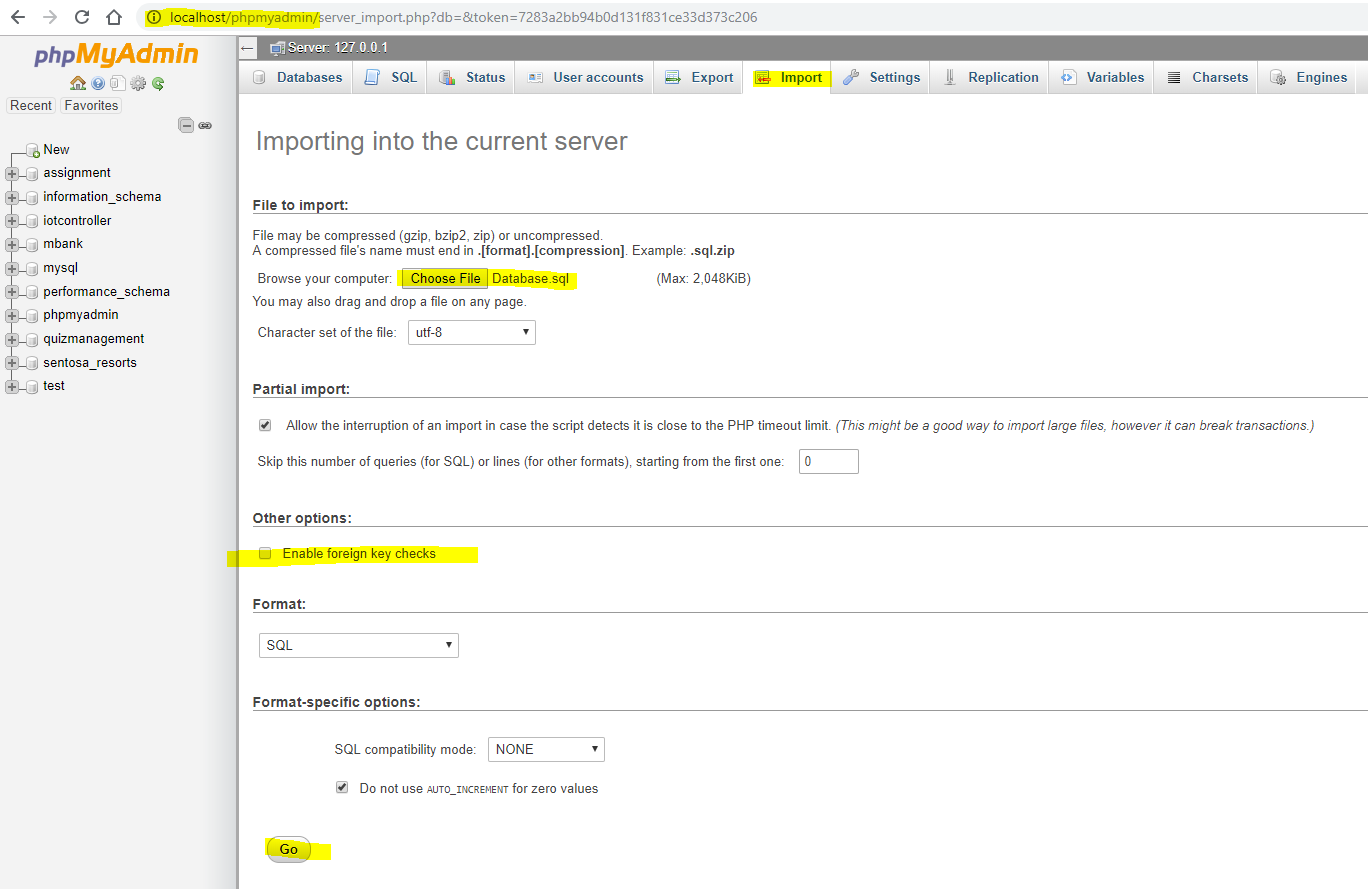 localhost/phpmyadmin/server_import.php?db=&token=7283a2bb94b0d131f831ce33d373c206
phpMyAdmin
Recent Favorites
New
assignment
information_schema
iotcontroller
mbank
mysql
performance_schema
phpmyadmin
quizmanagement
sentosa_resorts
test
Server: 127.0.0.1
Databases SQL Status User accounts Export Import Settings Replication Variables Charsets Engines
Importing into the current server
File to import:
File may be compressed (gzip, bzip2, zip) or uncompressed.
A compressed file's name must end in .[format].[compression]. Example: .sql.zip
Browse your computer: Choose File Database.sql (Max: 2,048KiB)
You may also drag and drop a file on any page.
Character set of the file: utf-8
Partial import:
Allow the interruption of an import in case the script detects it is close to the PHP timeout limit. (This might be a good way to import large files, however it can break transactions.)
Skip this number of queries (for SQL) or lines (for other formats), starting from the first one: 0
Other options:
Enable foreign key checks
Format:
SQL
Format-specific options:
SQL compatibility mode: NONE
Do not use AUTO_INCREMENT for zero values
Go